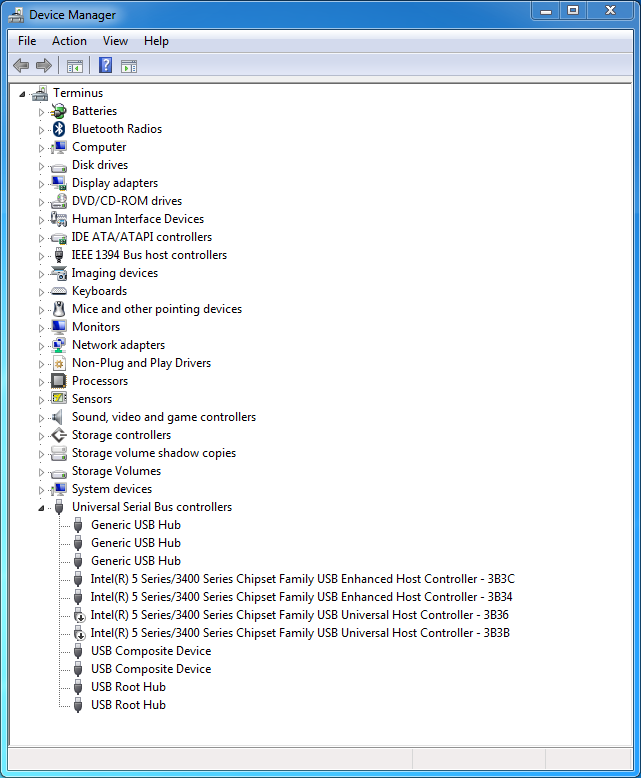 Device Manager
File Action View Help
Terminus
Batteries
Bluetooth Radios
Computer
Disk drives
Display adapters
DVD/CD-ROM drives
Human Interface Devices
IDE ATA/ATAPI controllers
IEEE 1394 Bus host controllers
Imaging devices
Keyboards
Mice and other pointing devices
Monitors
Network adapters
Non-Plug and Play Drivers
Processors
Sensors
Sound, video and game controllers
Storage controllers
Storage volume shadow copies
Storage Volumes
System devices
Universal Serial Bus controllers
Generic USB Hub
Generic USB Hub
Generic USB Hub
Intel(R) 5 Series/3400 Series Chipset Family USB Enhanced Host Controller - 3B3C
Intel(R) 5 Series/3400 Series Chipset Family USB Enhanced Host Controller - 3B34
Intel(R) 5 Series/3400 Series Chipset Family USB Universal Host Controller - 3B36
Intel(R) 5 Series/3400 Series Chipset Family USB Universal Host Controller - 3B3B
USB Composite Device
USB Composite Device
USB Root Hub
USB Root Hub